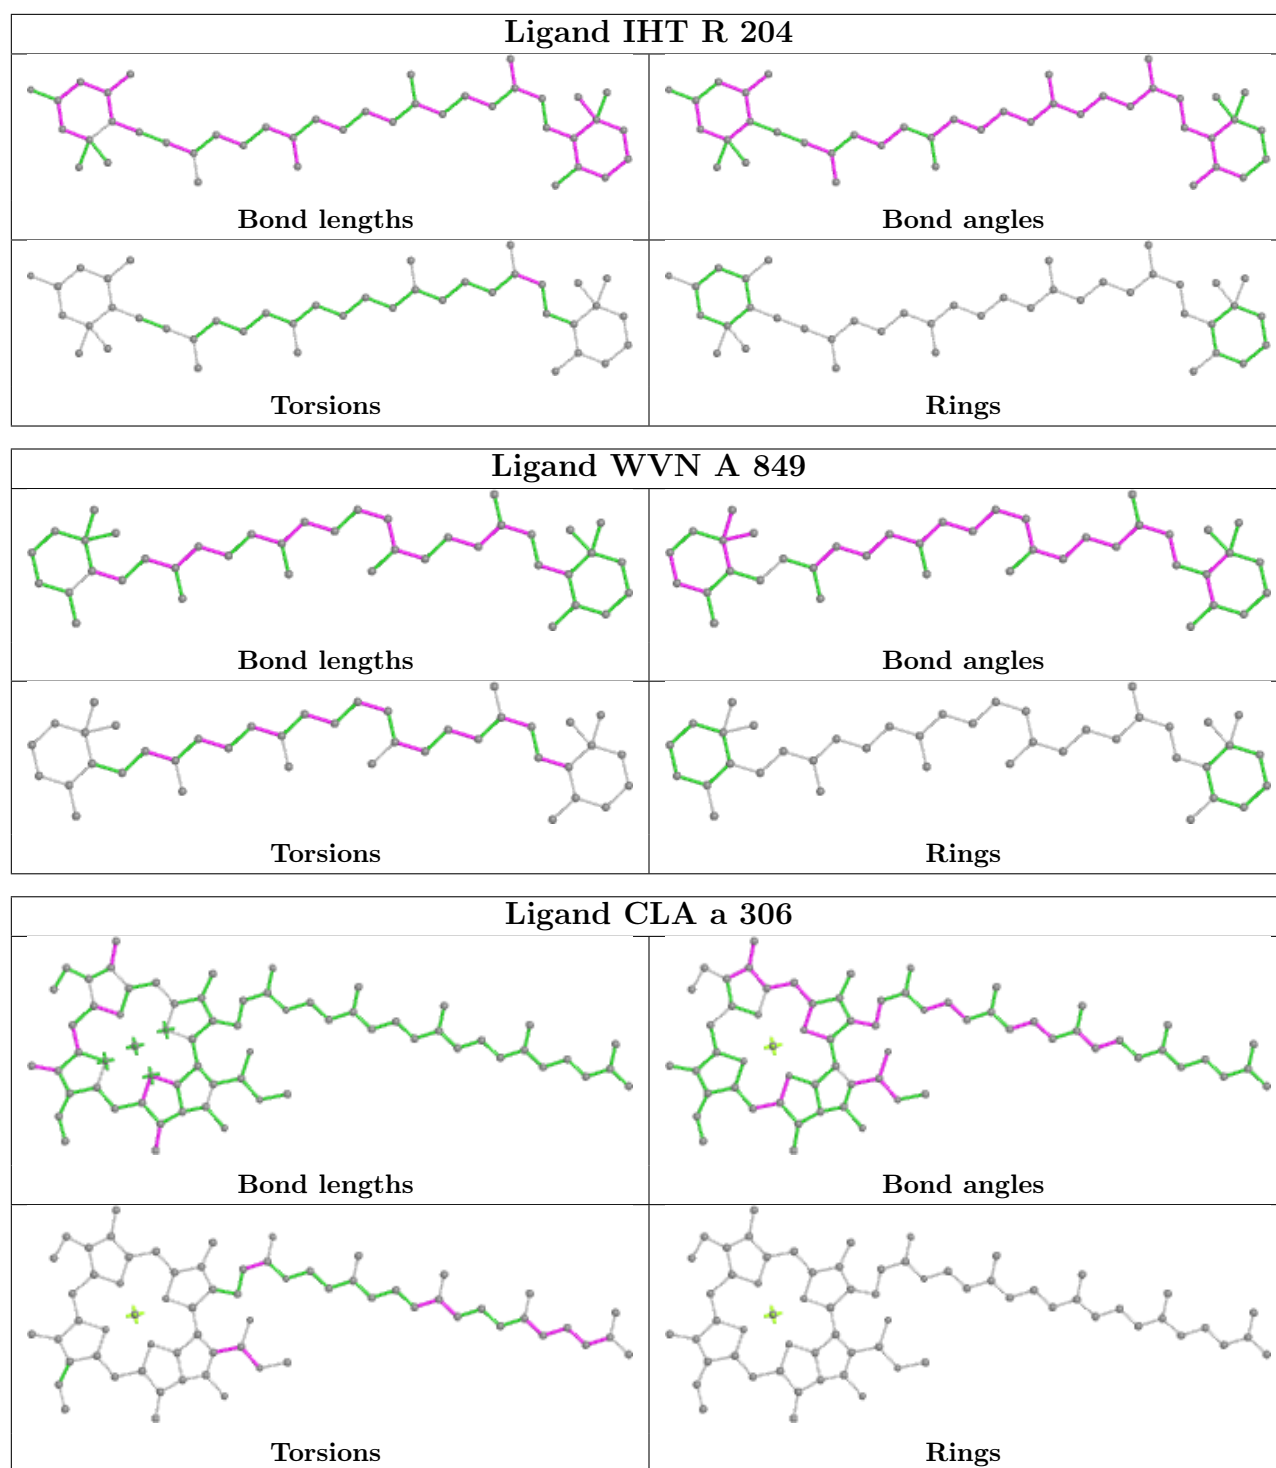 Ligand IHT R 204
Bond lengths
Bond angles
Torsions
Rings
Ligand WVN A 849
Bond lengths
Bond angles
Torsions
Rings
Ligand CLA a 306
Bond lengths
Bond angles
Torsions
Rings